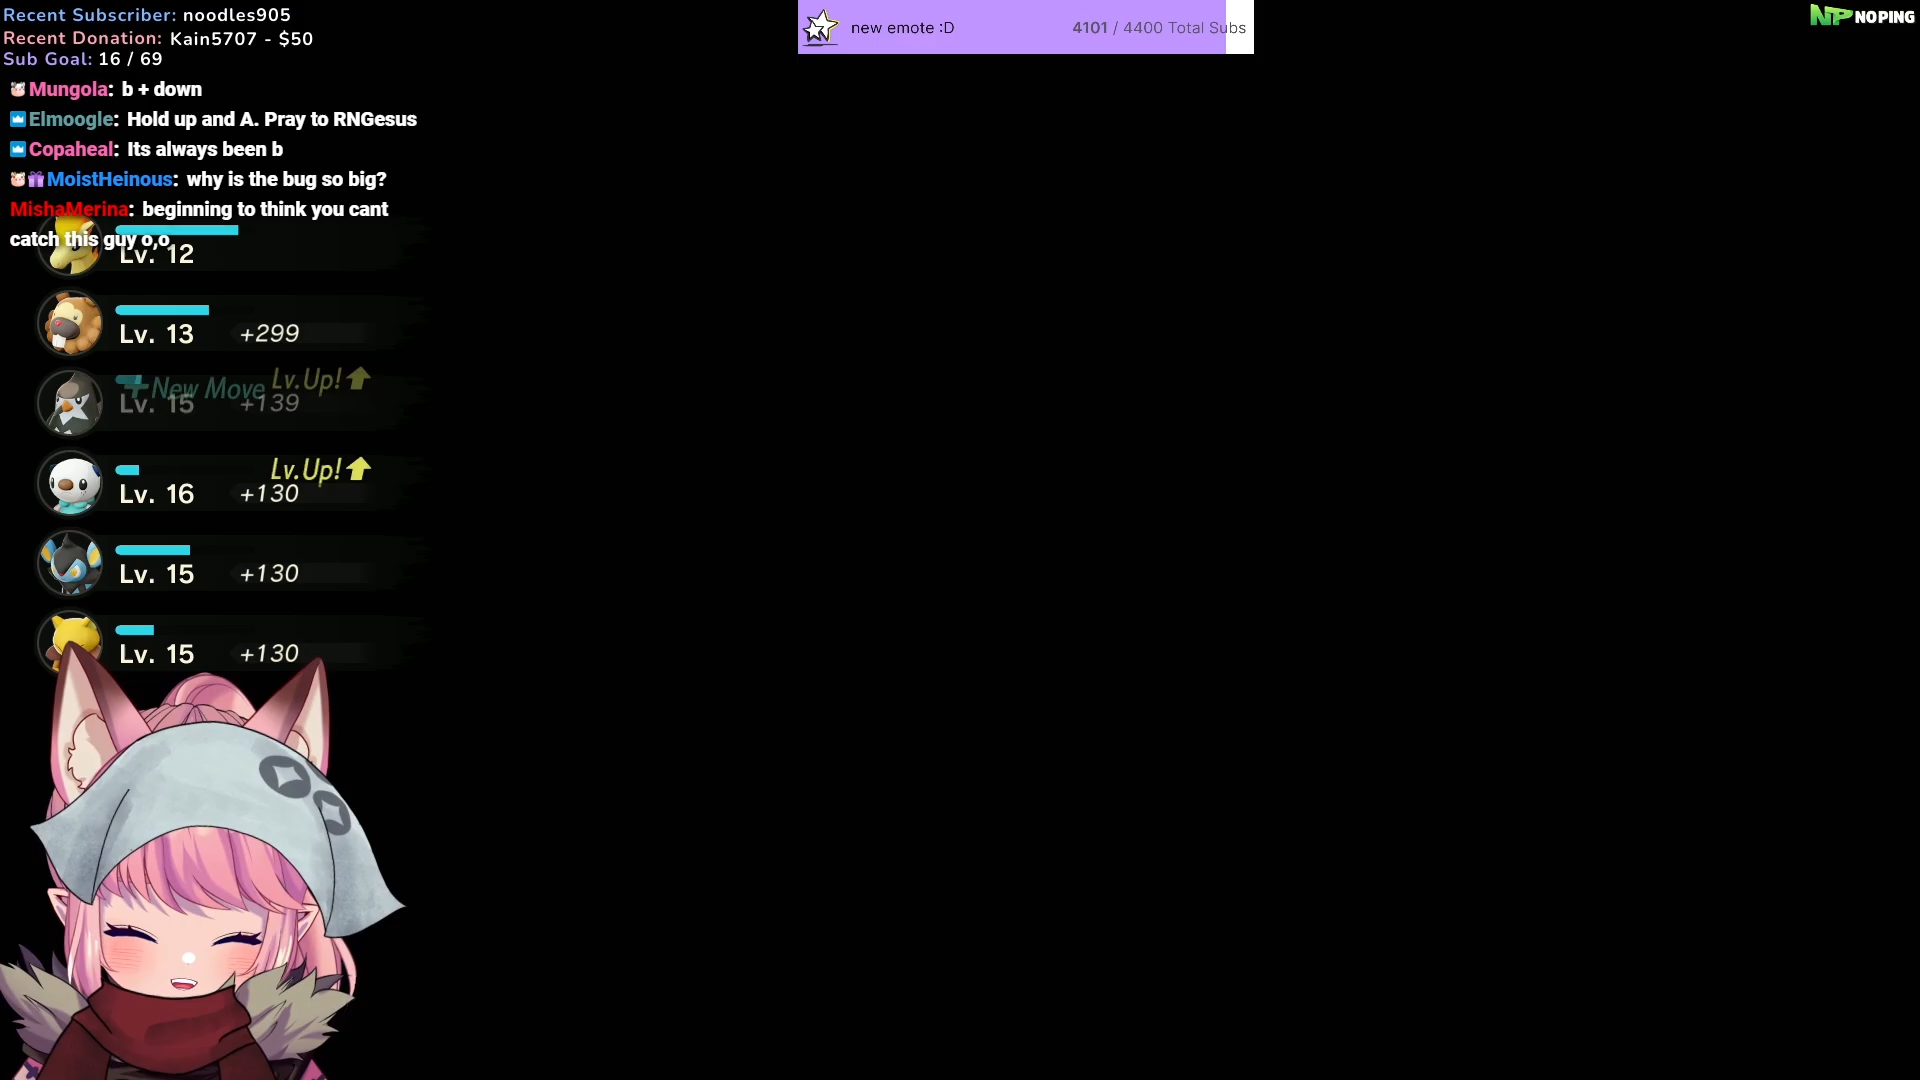 Recent Subscriber: noodles905
Recent Donation: Kain5707 - $50
Sub Goal: 16 / 69
new emote :D 4101 / 4400 Total Subs
NP NOPING
Mungola: b + down
Elmoogle: Hold up and A. Pray to RNGesus
Copaheal: Its always been b
MoistHeinous: why is the bug so big?
MishaMerina: beginning to think you cant
catch this guy o,o
Lv. 12
Lv. 13 +299
New Move Lv.Up!
Lv. 15 +139
Lv.Up!
Lv. 16 +130
Lv. 15 +130
Lv. 15 +130